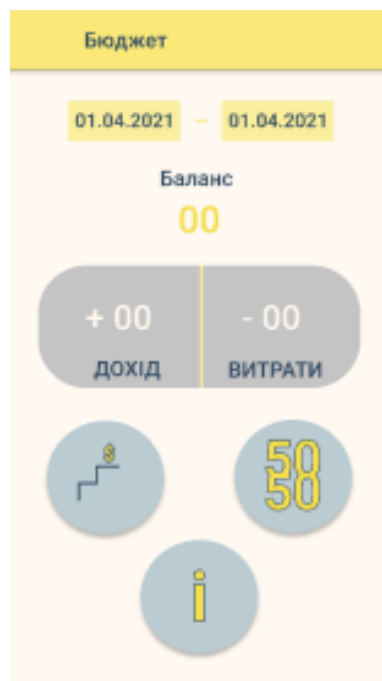 Бюджет
01.04.2021 – 01.04.2021
Баланс
00
+ 00 - 00
ДОХІД ВИТРАТИ
$ 50
50
i